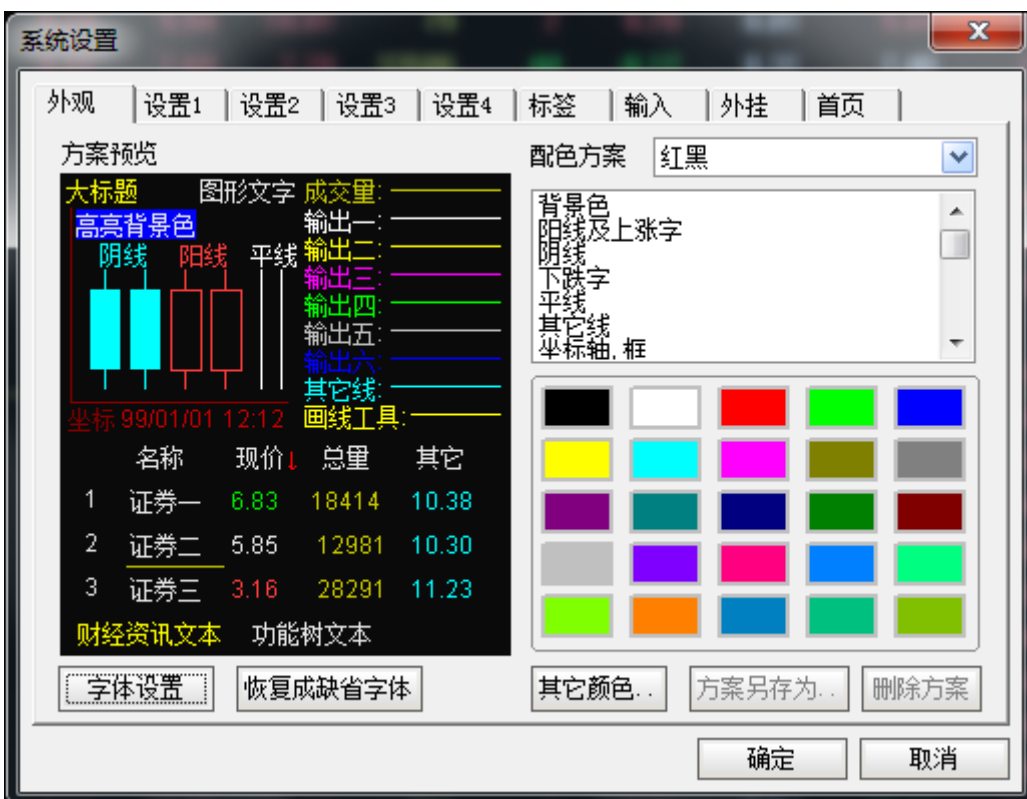 系统设置
外观 设置1 设置2 设置3 设置4 标签 输入 外挂 首页
方案预览
大标题 图形文字
高亮背景色
阴线 阳线 平线
坐标 99/01/01 12:12
成交量:
输出一:
输出二:
输出三:
输出四:
输出五:
输出六:
其它线:
画线工具:
名称 现价↓ 总量 其它
1 证券一 6.83 18414 10.38
2 证券二 5.85 12981 10.30
3 证券三 3.16 28291 11.23
财经资讯文本 功能树文本
字体设置 恢复成缺省字体
配色方案 红黑
背景色
阳线及上涨字
阴线
下跌字
平线
其它线
坐标轴,框
其它颜色.. 方案另存为.. 删除方案
确定 取消